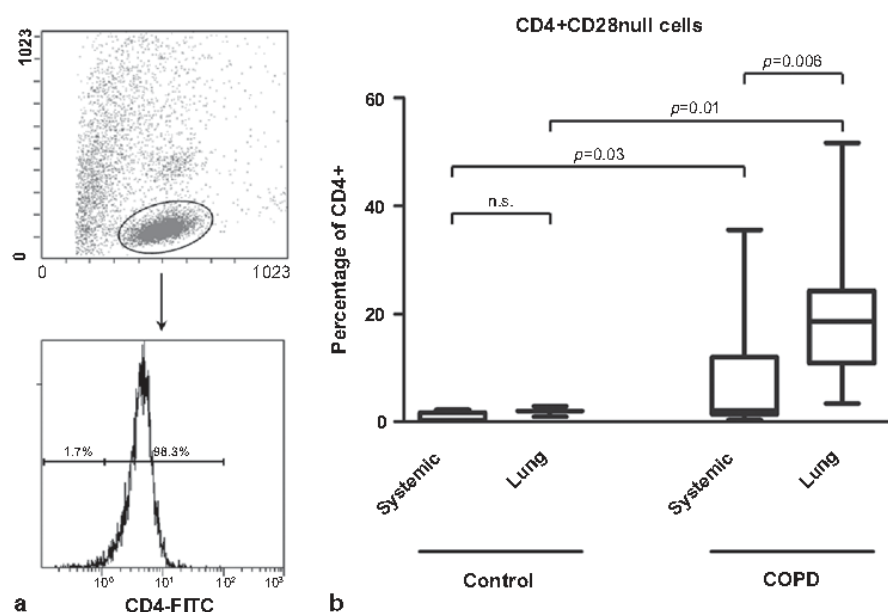 1023
0
0
1023
1.7%
98.3%
10⁰
10¹
10²
10³
CD4-FITC
a
CD4+CD28null cells
p=0.006
p=0.01
p=0.03
n.s.
60
40
20
0
Percentage of CD4+
Systemic
Lung
Systemic
Lung
Control
COPD
b